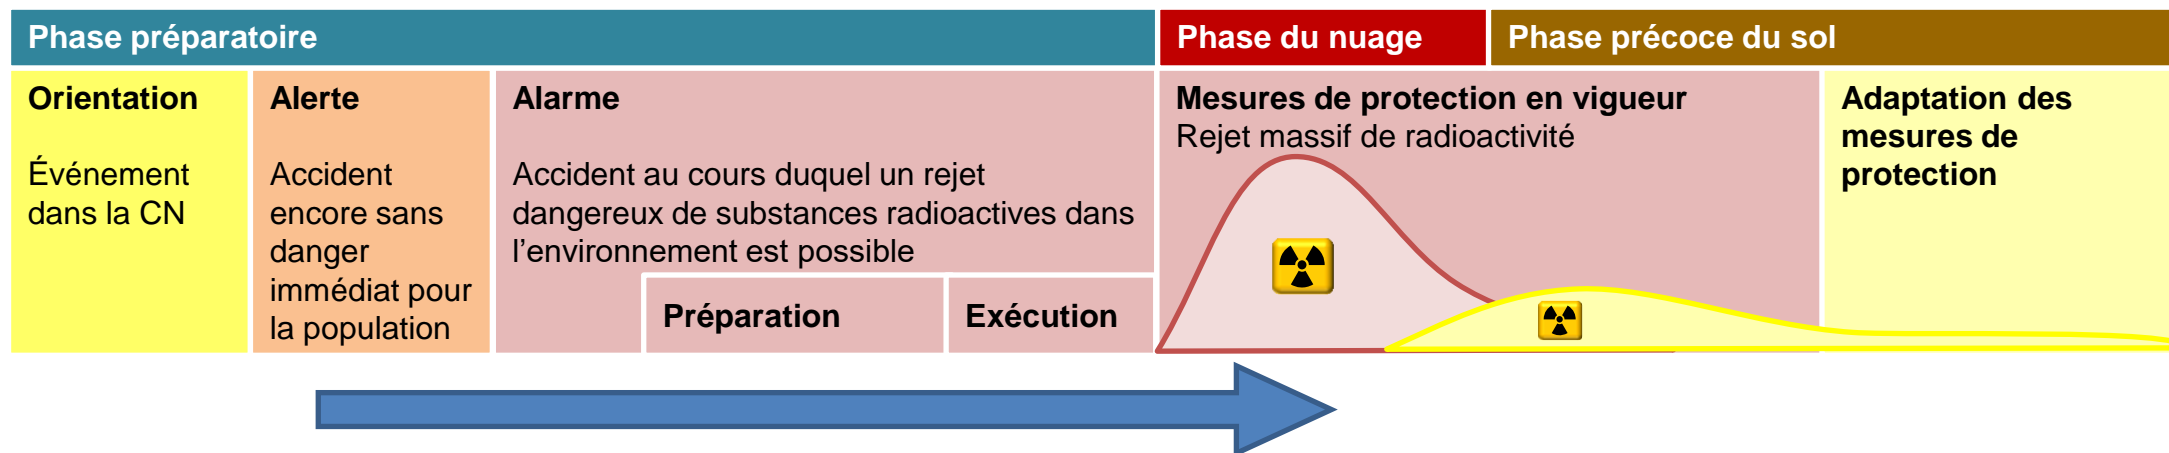 Phase préparatoire
Phase du nuage
Phase précoce du sol
Orientation
Événement
dans la CN
Alerte
Accident
encore sans
danger
immédiat pour
la population
Alarme
Accident au cours duquel un rejet
dangereux de substances radioactives dans
l’environnement est possible
Préparation
Exécution
Mesures de protection en vigueur
Rejet massif de radioactivité
Adaptation des
mesures de
protection